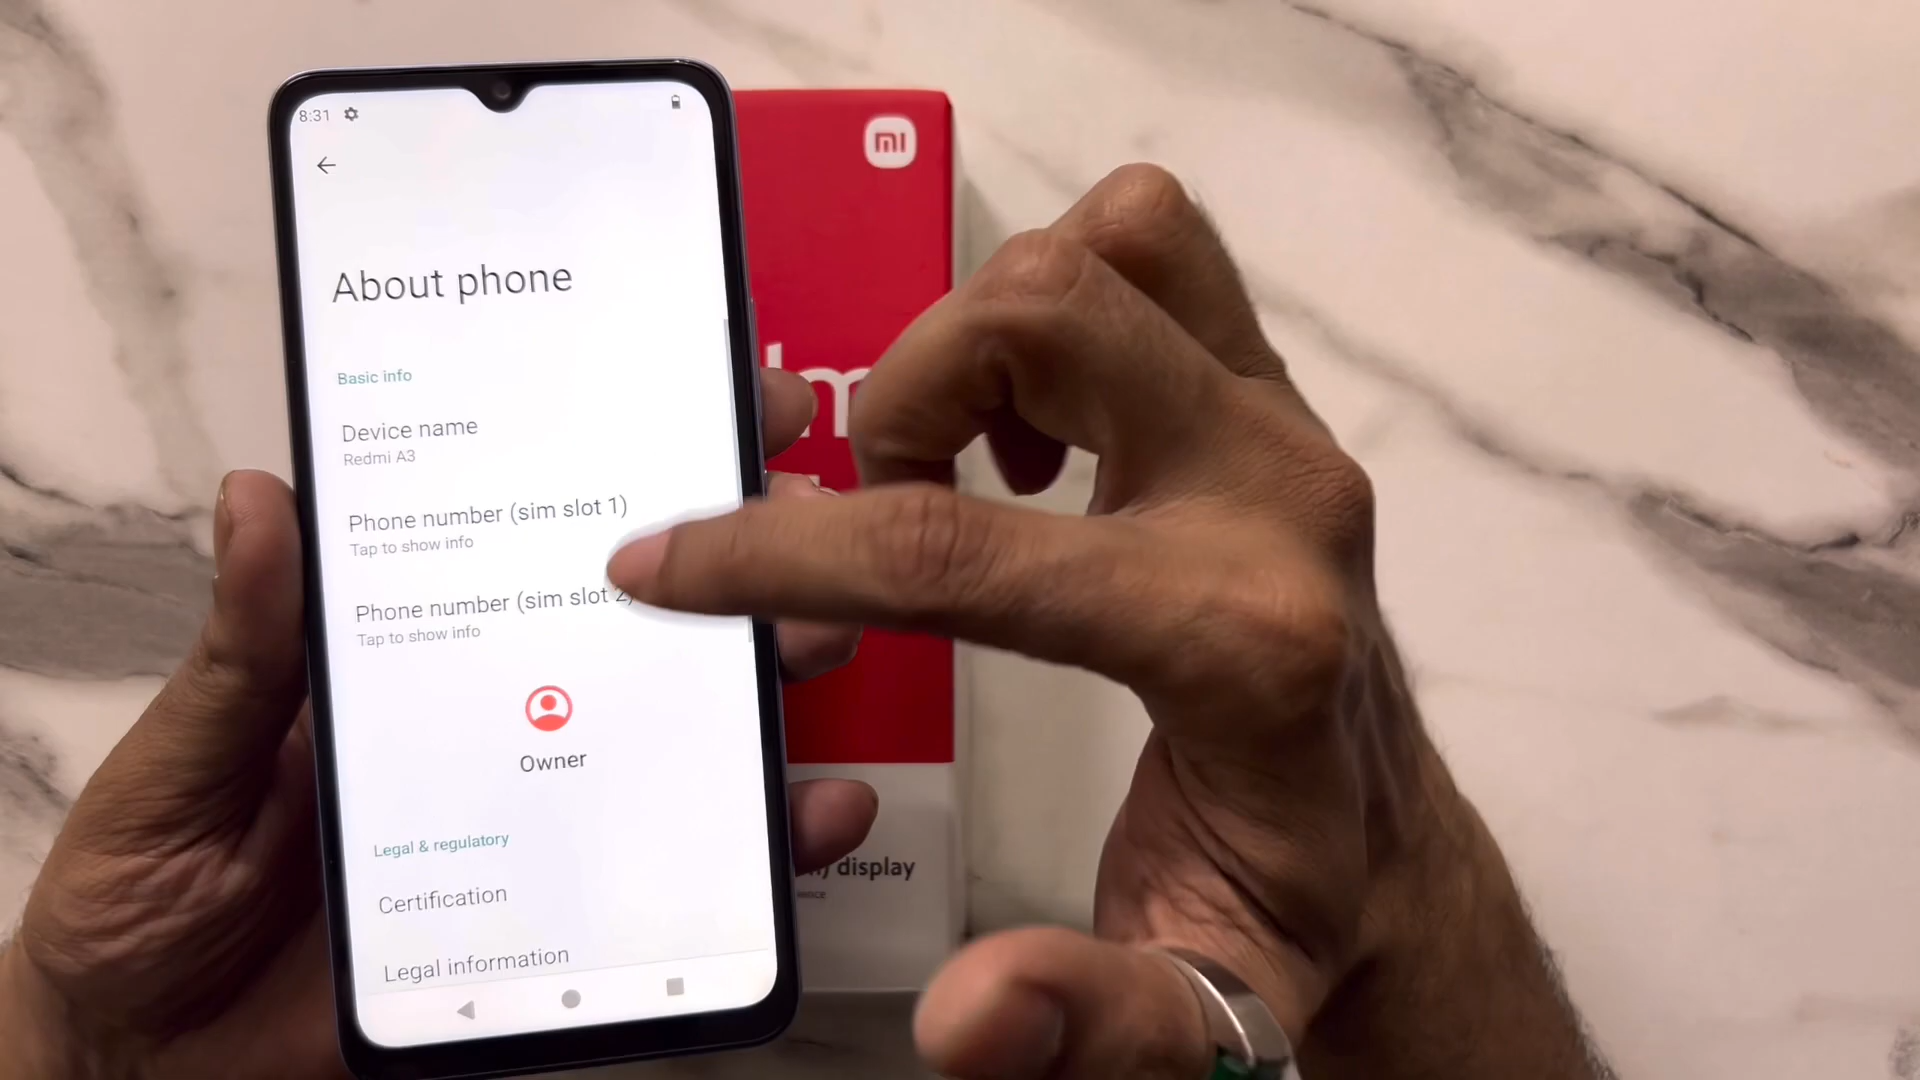 8:31
mi
About phone
Basic info
Device name
Redmi A3
Phone number (sim slot 1)
Tap to show info
Phone number (sim slot 2)
Tap to show info
Owner
Legal & regulatory
Certification
Legal information
display